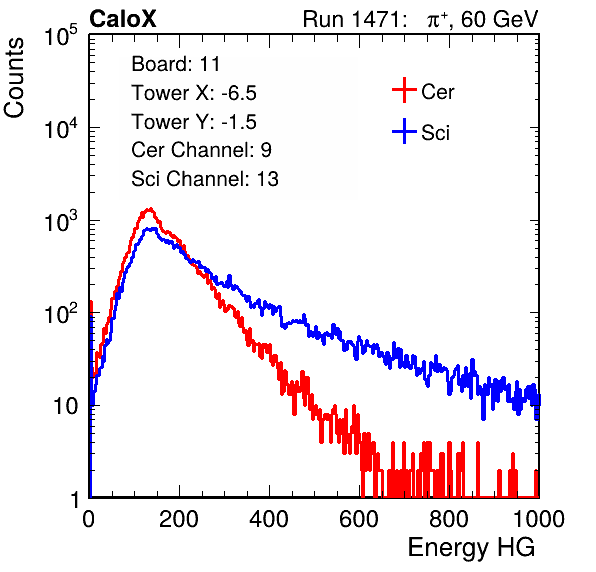 CaloX Run 1471: π⁺, 60 GeV
Counts
Board: 11
Tower X: -6.5
Tower Y: -1.5
Cer Channel: 9
Sci Channel: 13
Cer
Sci
10⁵
10⁴
10³
10²
10
1
0 200 400 600 800 1000
Energy HG